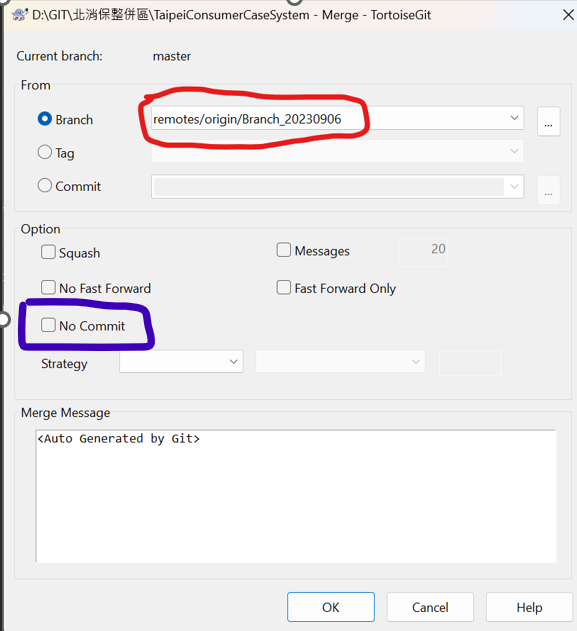 D:\GIT\北消保整併區\TaipeiConsumerCaseSystem - Merge - TortoiseGit
Current branch: master
From
Branch remotes/origin/Branch_20230906 ...
Tag
Commit ...
Option
Squash Messages 20
No Fast Forward Fast Forward Only
No Commit
Strategy
Merge Message
<Auto Generated by Git>
OK Cancel Help